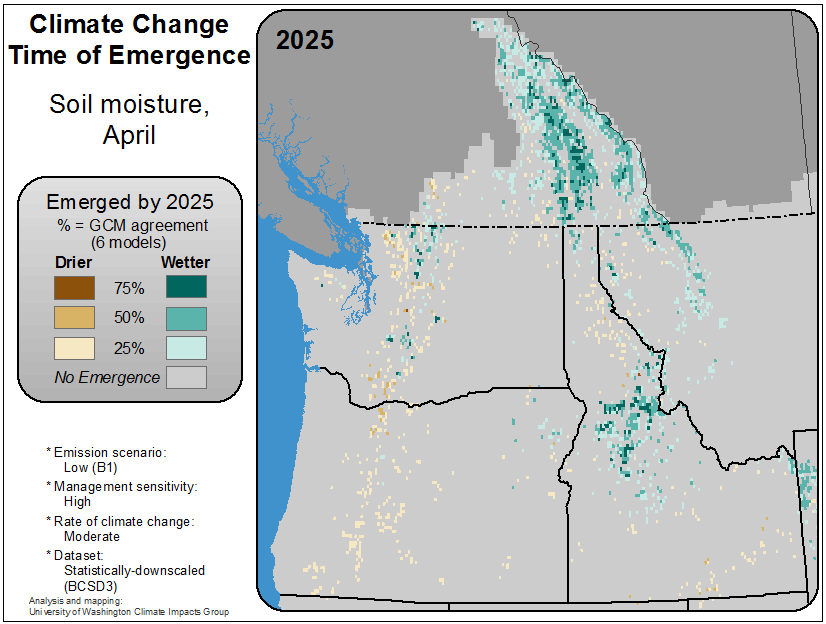 Climate Change
Time of Emergence
Soil moisture,
April
2025
Emerged by 2025
% = GCM agreement
(6 models)
Drier Wetter
75%
50%
25%
No Emergence
* Emission scenario:
Low (B1)
* Management sensitivity:
High
* Rate of climate change:
Moderate
* Dataset:
Statistically-downscaled
(BCSD3)
Analysis and mapping:
University of Washington Climate Impacts Group